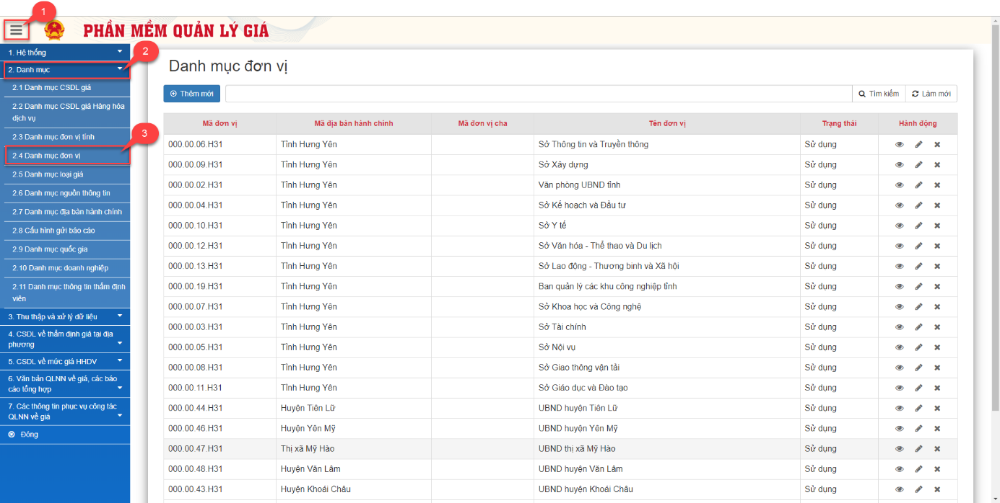 1
PHẦN MỀM QUẢN LÝ GIÁ
1. Hệ thống
2
2. Danh mục
2.1 Danh mục CSDL giá
2.2 Danh mục CSDL giá Hàng hóa
dịch vụ
2.3 Danh mục đơn vị tính
3
2.4 Danh mục đơn vị
2.5 Danh mục loại giá
2.6 Danh mục nguồn thông tin
2.7 Danh mục địa bàn hành chính
2.8 Cấu hình gửi báo cáo
2.9 Danh mục quốc gia
2.10 Danh mục doanh nghiệp
2.11 Danh mục thông tin thẩm định
viên
3. Thu thập và xử lý dữ liệu
4. CSDL về thẩm định giá tại địa
phương
5. CSDL về mức giá HHDV
6. Văn bản QLNN về giá, các báo
cáo tổng hợp
7. Các thông tin phục vụ công tác
QLNN về giá
Đóng
Danh mục đơn vị
Thêm mới Tìm kiếm Làm mới
Mã đơn vị Mã địa bàn hành chính Mã đơn vị cha Tên đơn vị Trạng thái Hành động
000.00.06.H31 Tỉnh Hưng Yên Sở Thông tin và Truyền thông Sử dụng
000.00.09.H31 Tỉnh Hưng Yên Sở Xây dựng Sử dụng
000.00.02.H31 Tỉnh Hưng Yên Văn phòng UBND tỉnh Sử dụng
000.00.04.H31 Tỉnh Hưng Yên Sở Kế hoạch và Đầu tư Sử dụng
000.00.10.H31 Tỉnh Hưng Yên Sở Y tế Sử dụng
000.00.12.H31 Tỉnh Hưng Yên Sở Văn hóa - Thể thao và Du lịch Sử dụng
000.00.13.H31 Tỉnh Hưng Yên Sở Lao động - Thương binh và Xã hội Sử dụng
000.00.19.H31 Tỉnh Hưng Yên Ban quản lý các khu công nghiệp tỉnh Sử dụng
000.00.07.H31 Tỉnh Hưng Yên Sở Khoa học và Công nghệ Sử dụng
000.00.03.H31 Tỉnh Hưng Yên Sở Tài chính Sử dụng
000.00.05.H31 Tỉnh Hưng Yên Sở Nội vụ Sử dụng
000.00.08.H31 Tỉnh Hưng Yên Sở Giao thông vận tải Sử dụng
000.00.11.H31 Tỉnh Hưng Yên Sở Giáo dục và Đào tạo Sử dụng
000.00.44.H31 Huyện Tiên Lữ UBND huyện Tiên Lữ Sử dụng
000.00.46.H31 Huyện Yên Mỹ UBND huyện Yên Mỹ Sử dụng
000.00.47.H31 Thị xã Mỹ Hào UBND thị xã Mỹ Hào Sử dụng
000.00.48.H31 Huyện Văn Lâm UBND huyện Văn Lâm Sử dụng
000.00.43.H31 Huyện Khoái Châu UBND huyện Khoái Châu Sử dụng